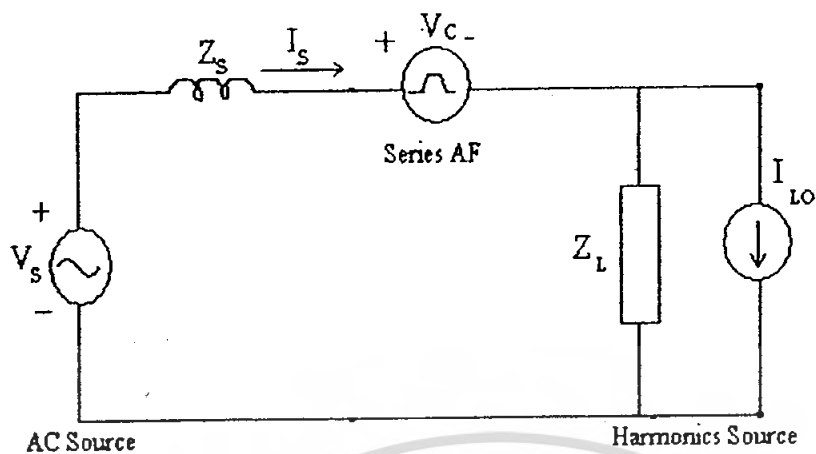 Z_S
I_S
+ V_C -
Series AF
I_LO
+
V_S
-
Z_L
AC Source
Harmonics Source